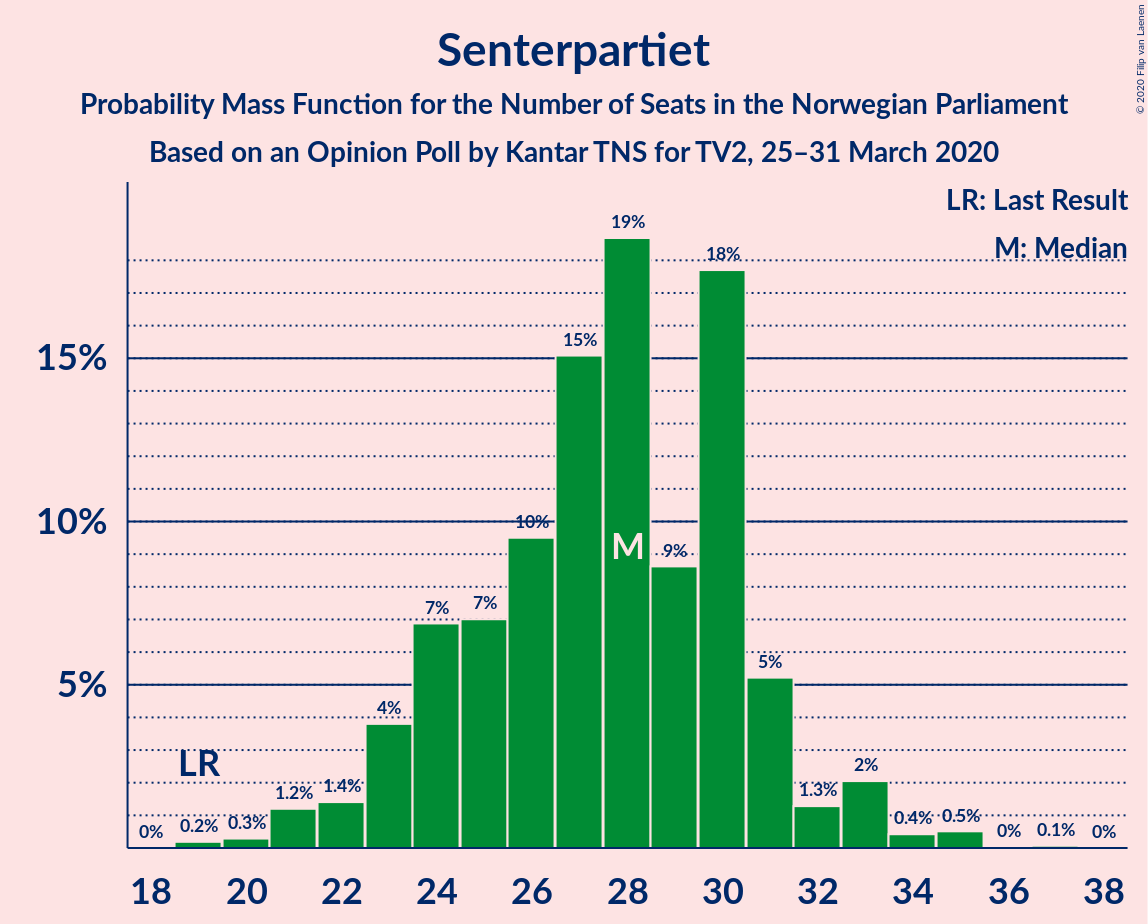 Senterpartiet
Probability Mass Function for the Number of Seats in the Norwegian Parliament
Based on an Opinion Poll by Kantar TNS for TV2, 25–31 March 2020
© 2020 Filip van Laenen
LR: Last Result
M: Median
15%
10%
5%
LR
M
0%
0.2%
0.3%
1.2%
1.4%
4%
7%
7%
10%
15%
19%
9%
18%
5%
1.3%
2%
0.4%
0.5%
0%
0.1%
0%
18 20 22 24 26 28 30 32 34 36 38